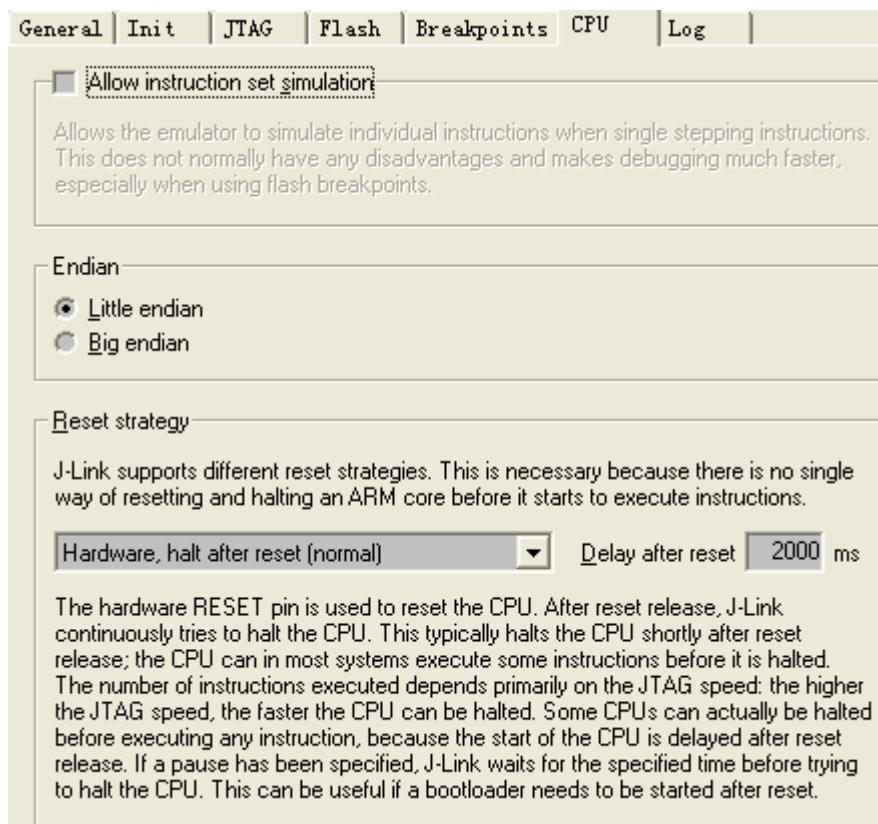 General Init JTAG Flash Breakpoints CPU Log
Allow instruction set simulation
Allows the emulator to simulate individual instructions when single stepping instructions.
This does not normally have any disadvantages and makes debugging much faster,
especially when using flash breakpoints.
Endian
Little endian
Big endian
Reset strategy
J-Link supports different reset strategies. This is necessary because there is no single
way of resetting and halting an ARM core before it starts to execute instructions.
Hardware, halt after reset (normal) Delay after reset 2000 ms
The hardware RESET pin is used to reset the CPU. After reset release, J-Link
continuously tries to halt the CPU. This typically halts the CPU shortly after reset
release; the CPU can in most systems execute some instructions before it is halted.
The number of instructions executed depends primarily on the JTAG speed: the higher
the JTAG speed, the faster the CPU can be halted. Some CPUs can actually be halted
before executing any instruction, because the start of the CPU is delayed after reset
release. If a pause has been specified, J-Link waits for the specified time before trying
to halt the CPU. This can be useful if a bootloader needs to be started after reset.